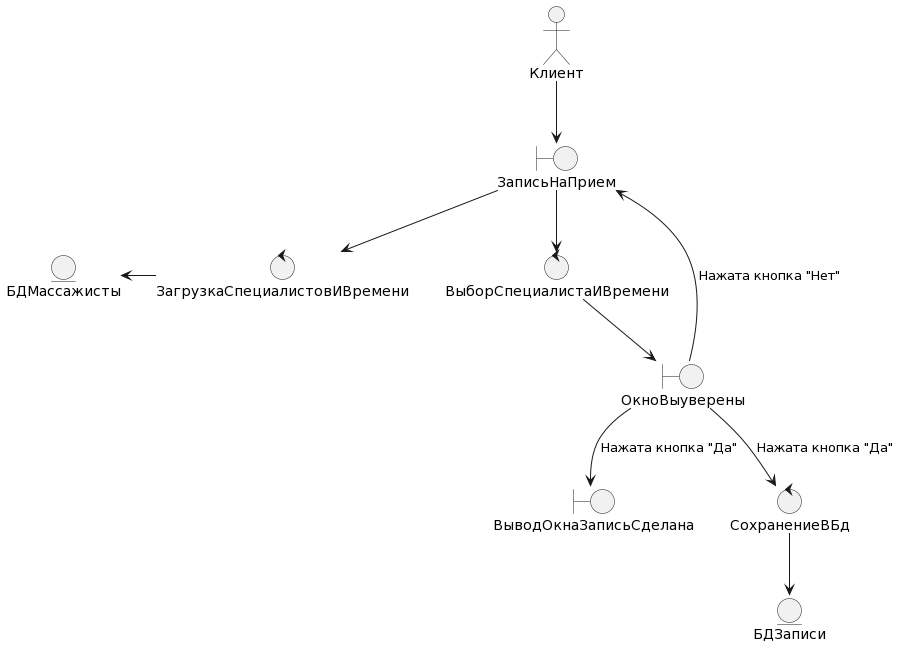 Клиент
ЗаписьНаПрием
Нажата кнопка "Нет"
БДМассажисты
ЗагрузкаСпециалистовИВремени
ВыборСпециалистаИВремени
ОкноВыуверены
Нажата кнопка "Да"
Нажата кнопка "Да"
ВыводОкнаЗаписьСделана
СохранениеВБд
БДЗаписи